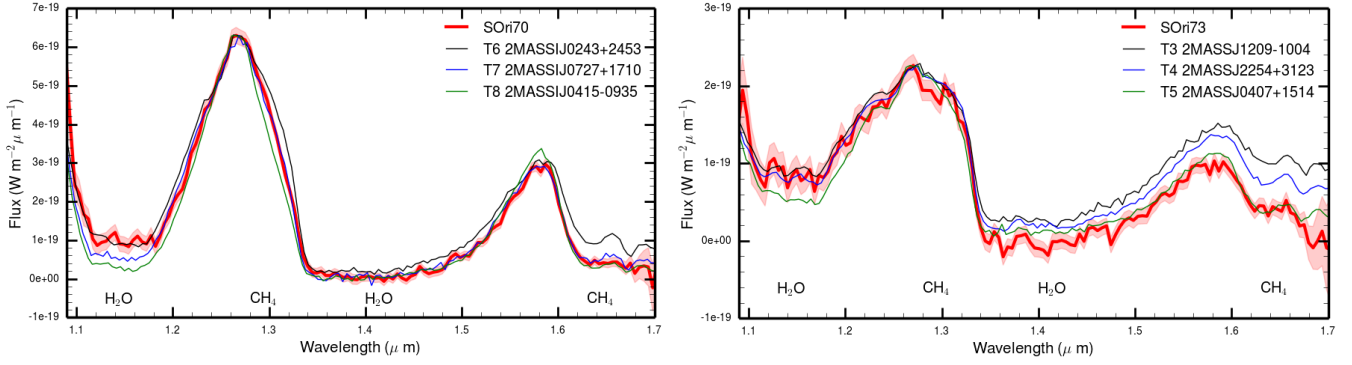 7e-19
6e-19
5e-19
4e-19
3e-19
2e-19
1e-19
0e+00
-1e-19
Flux (W m⁻²μ m⁻¹)
SOri70
T6 2MASSIJ0243+2453
T7 2MASSIJ0727+1710
T8 2MASSIJ0415-0935
H₂O
CH₄
H₂O
CH₄
1.1 1.2 1.3 1.4 1.5 1.6 1.7
Wavelength (μ m)
3e-19
2e-19
1e-19
0e+00
-1e-19
Flux (W m⁻²μ m⁻¹)
SOri73
T3 2MASSJ1209-1004
T4 2MASSJ2254+3123
T5 2MASSJ0407+1514
H₂O
CH₄
H₂O
CH₄
1.1 1.2 1.3 1.4 1.5 1.6 1.7
Wavelength (μ m)